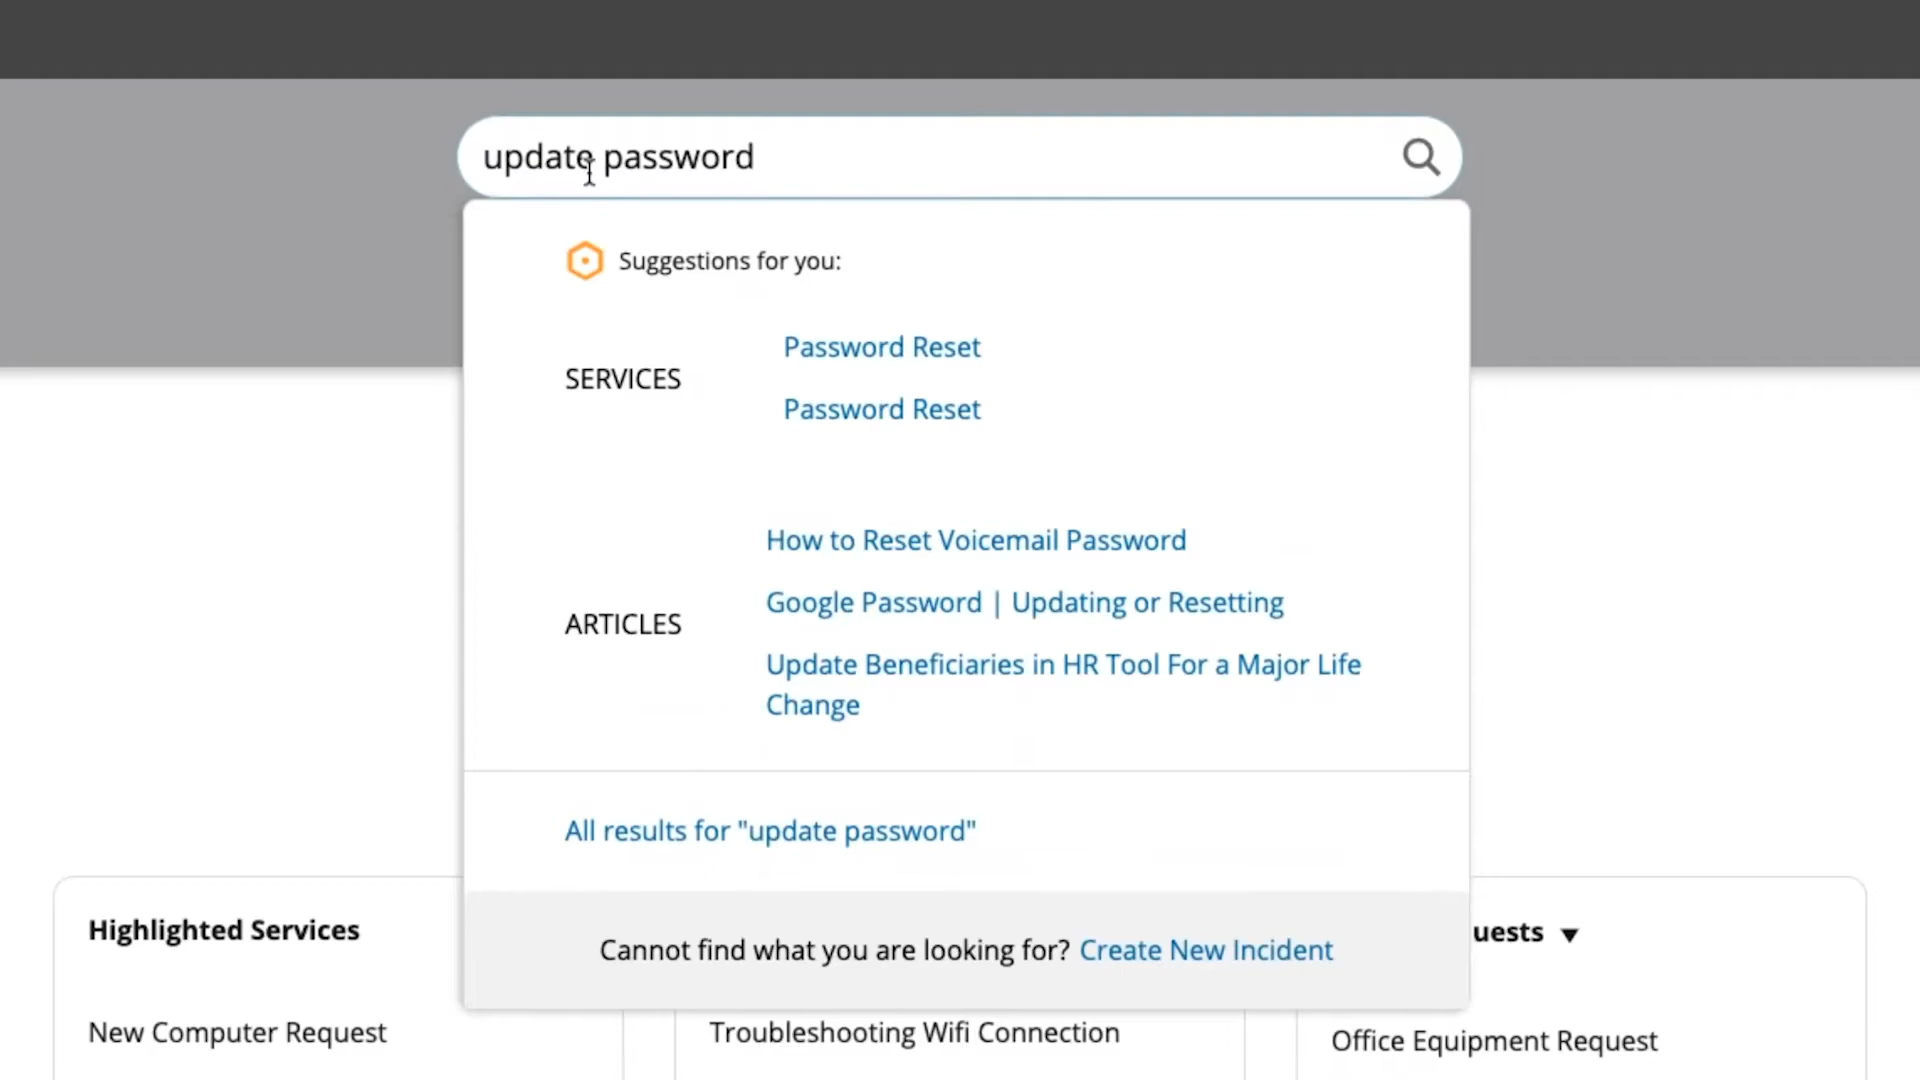 update password
Suggestions for you:
SERVICES
Password Reset
Password Reset
ARTICLES
How to Reset Voicemail Password
Google Password | Updating or Resetting
Update Beneficiaries in HR Tool For a Major Life
Change
All results for "update password"
Cannot find what you are looking for? Create New Incident
Highlighted Services
uests
New Computer Request
Troubleshooting Wifi Connection
Office Equipment Request